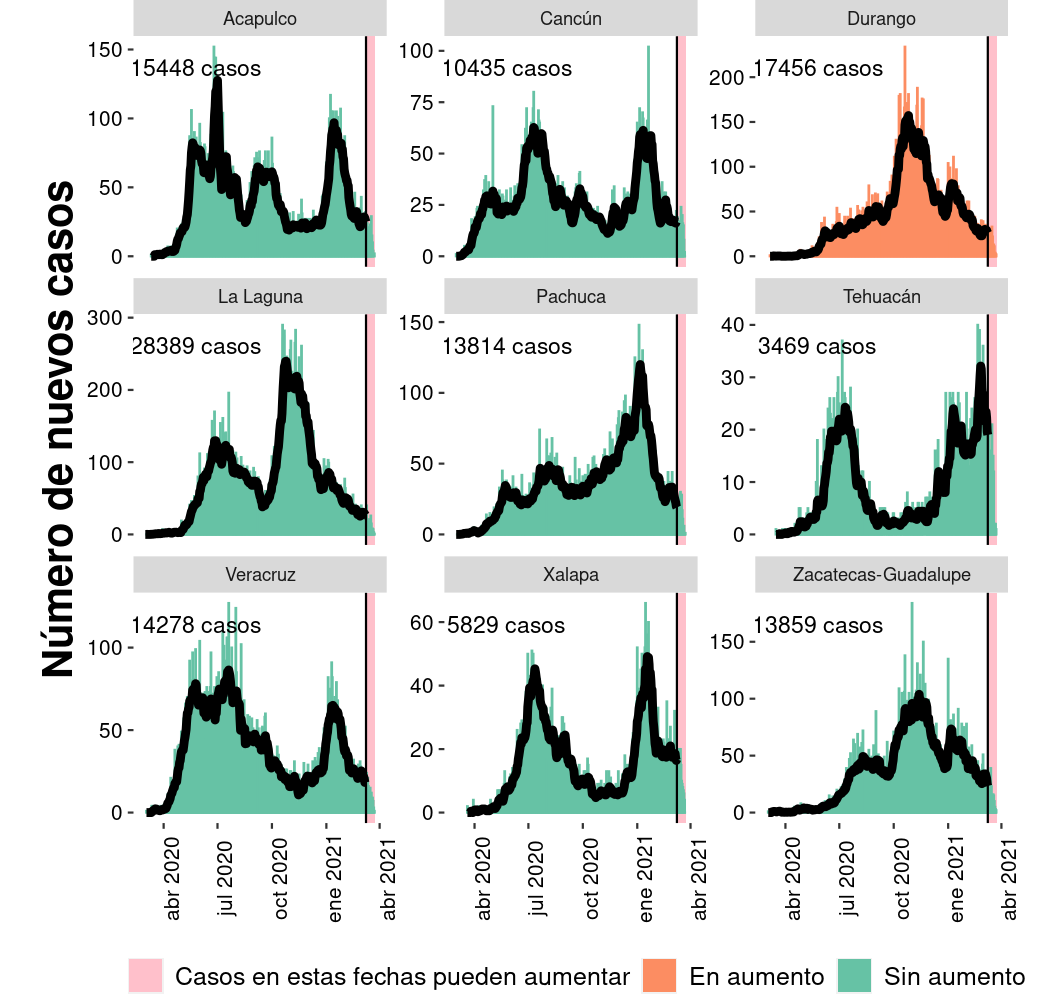 Número de nuevos casos
Acapulco
Cancún
Durango
150
100
50
0
15448 casos
100
75
50
25
0
10435 casos
200
150
100
50
0
17456 casos
La Laguna
Pachuca
Tehuacán
300
200
100
0
28389 casos
150
100
50
0
13814 casos
40
30
20
10
0
3469 casos
Veracruz
Xalapa
Zacatecas-Guadalupe
100
50
0
14278 casos
60
40
20
0
5829 casos
150
100
50
0
13859 casos
abr 2020
jul 2020
oct 2020
ene 2021
abr 2021
abr 2020
jul 2020
oct 2020
ene 2021
abr 2021
abr 2020
jul 2020
oct 2020
ene 2021
abr 2021
Casos en estas fechas pueden aumentar
En aumento
Sin aumento